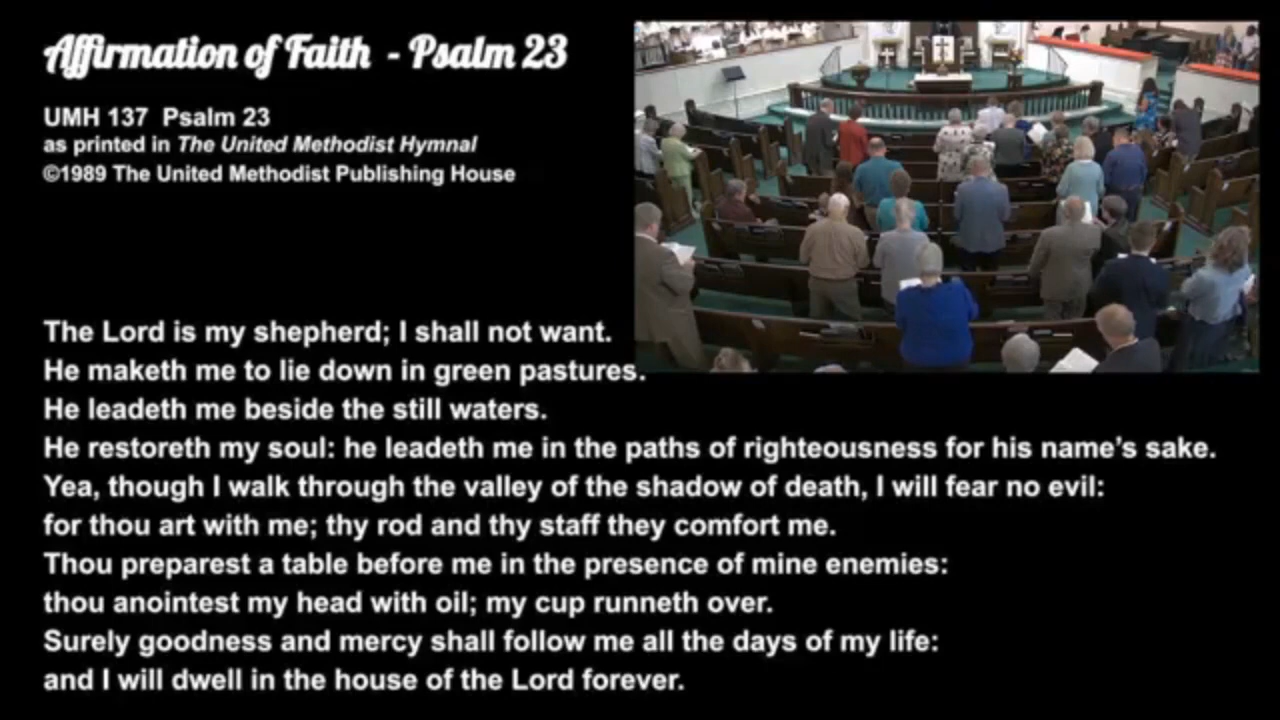 Affirmation of Faith - Psalm 23
UMH 137 Psalm 23
as printed in The United Methodist Hymnal
©1989 The United Methodist Publishing House
The Lord is my shepherd; I shall not want.
He maketh me to lie down in green pastures.
He leadeth me beside the still waters.
He restoreth my soul: he leadeth me in the paths of righteousness for his name’s sake.
Yea, though I walk through the valley of the shadow of death, I will fear no evil:
for thou art with me; thy rod and thy staff they comfort me.
Thou preparest a table before me in the presence of mine enemies:
thou anointest my head with oil; my cup runneth over.
Surely goodness and mercy shall follow me all the days of my life:
and I will dwell in the house of the Lord forever.